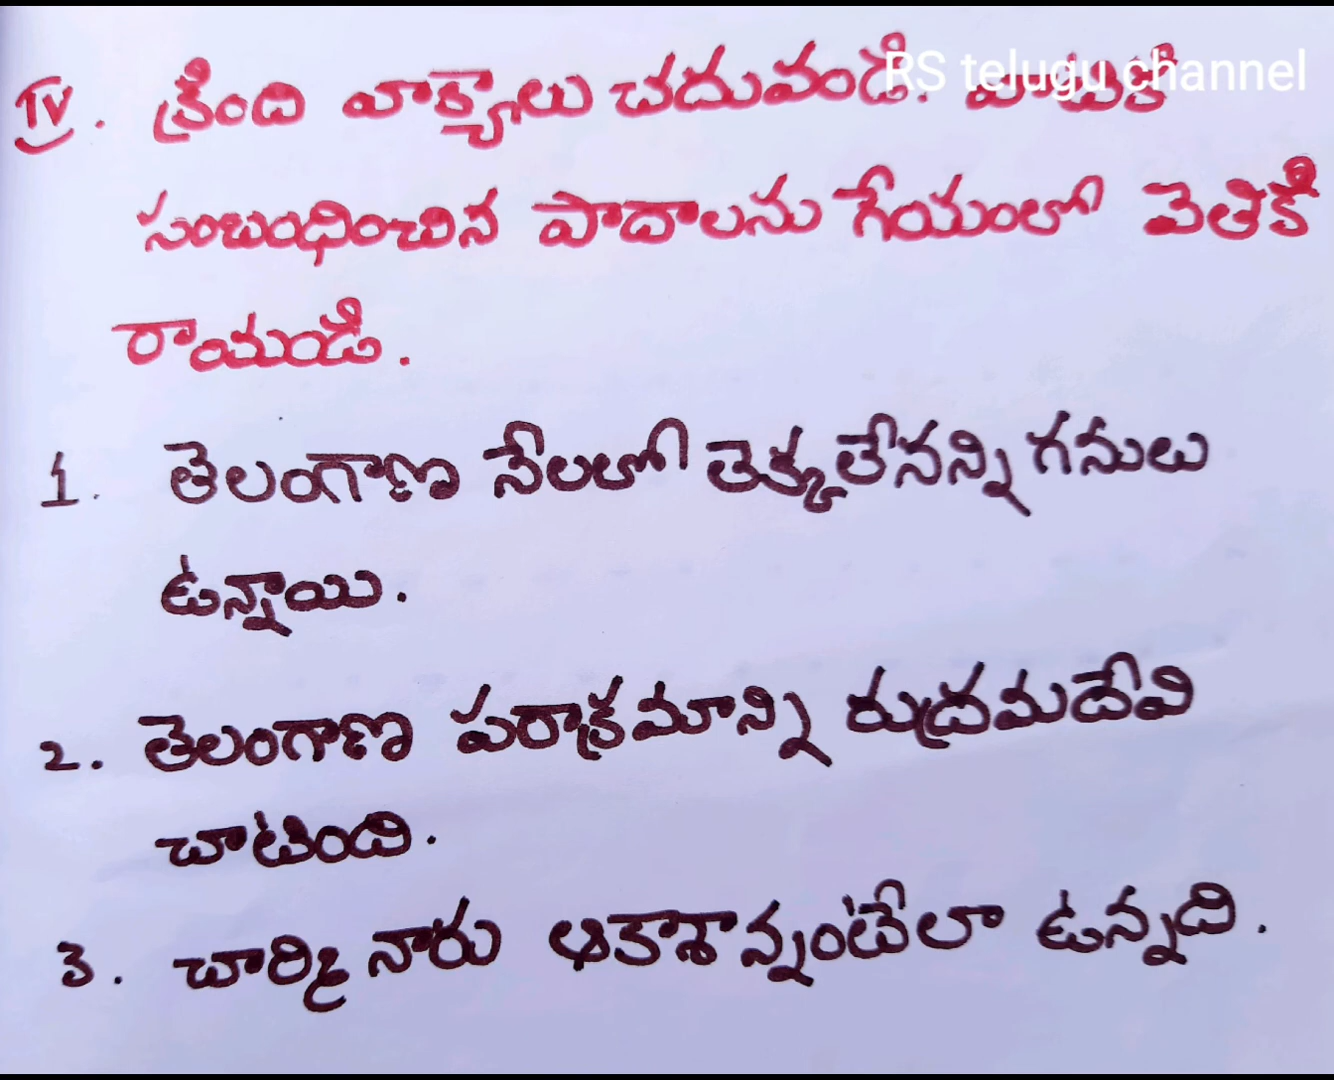 IV. క్రింది వాక్యాలు చదువండి. వాటికి
RS telugu channel
సంబంధించిన పాదాలను గేయంలో వెతికి
రాయండి.
1. తెలంగాణ నేలలో లెక్కలేనన్ని గనులు
ఉన్నాయి.
2. తెలంగాణ పరాక్రమాన్ని రుద్రమదేవి
చాటింది.
3. చార్మినారు ఆకాశాన్నంటేలా ఉన్నది.